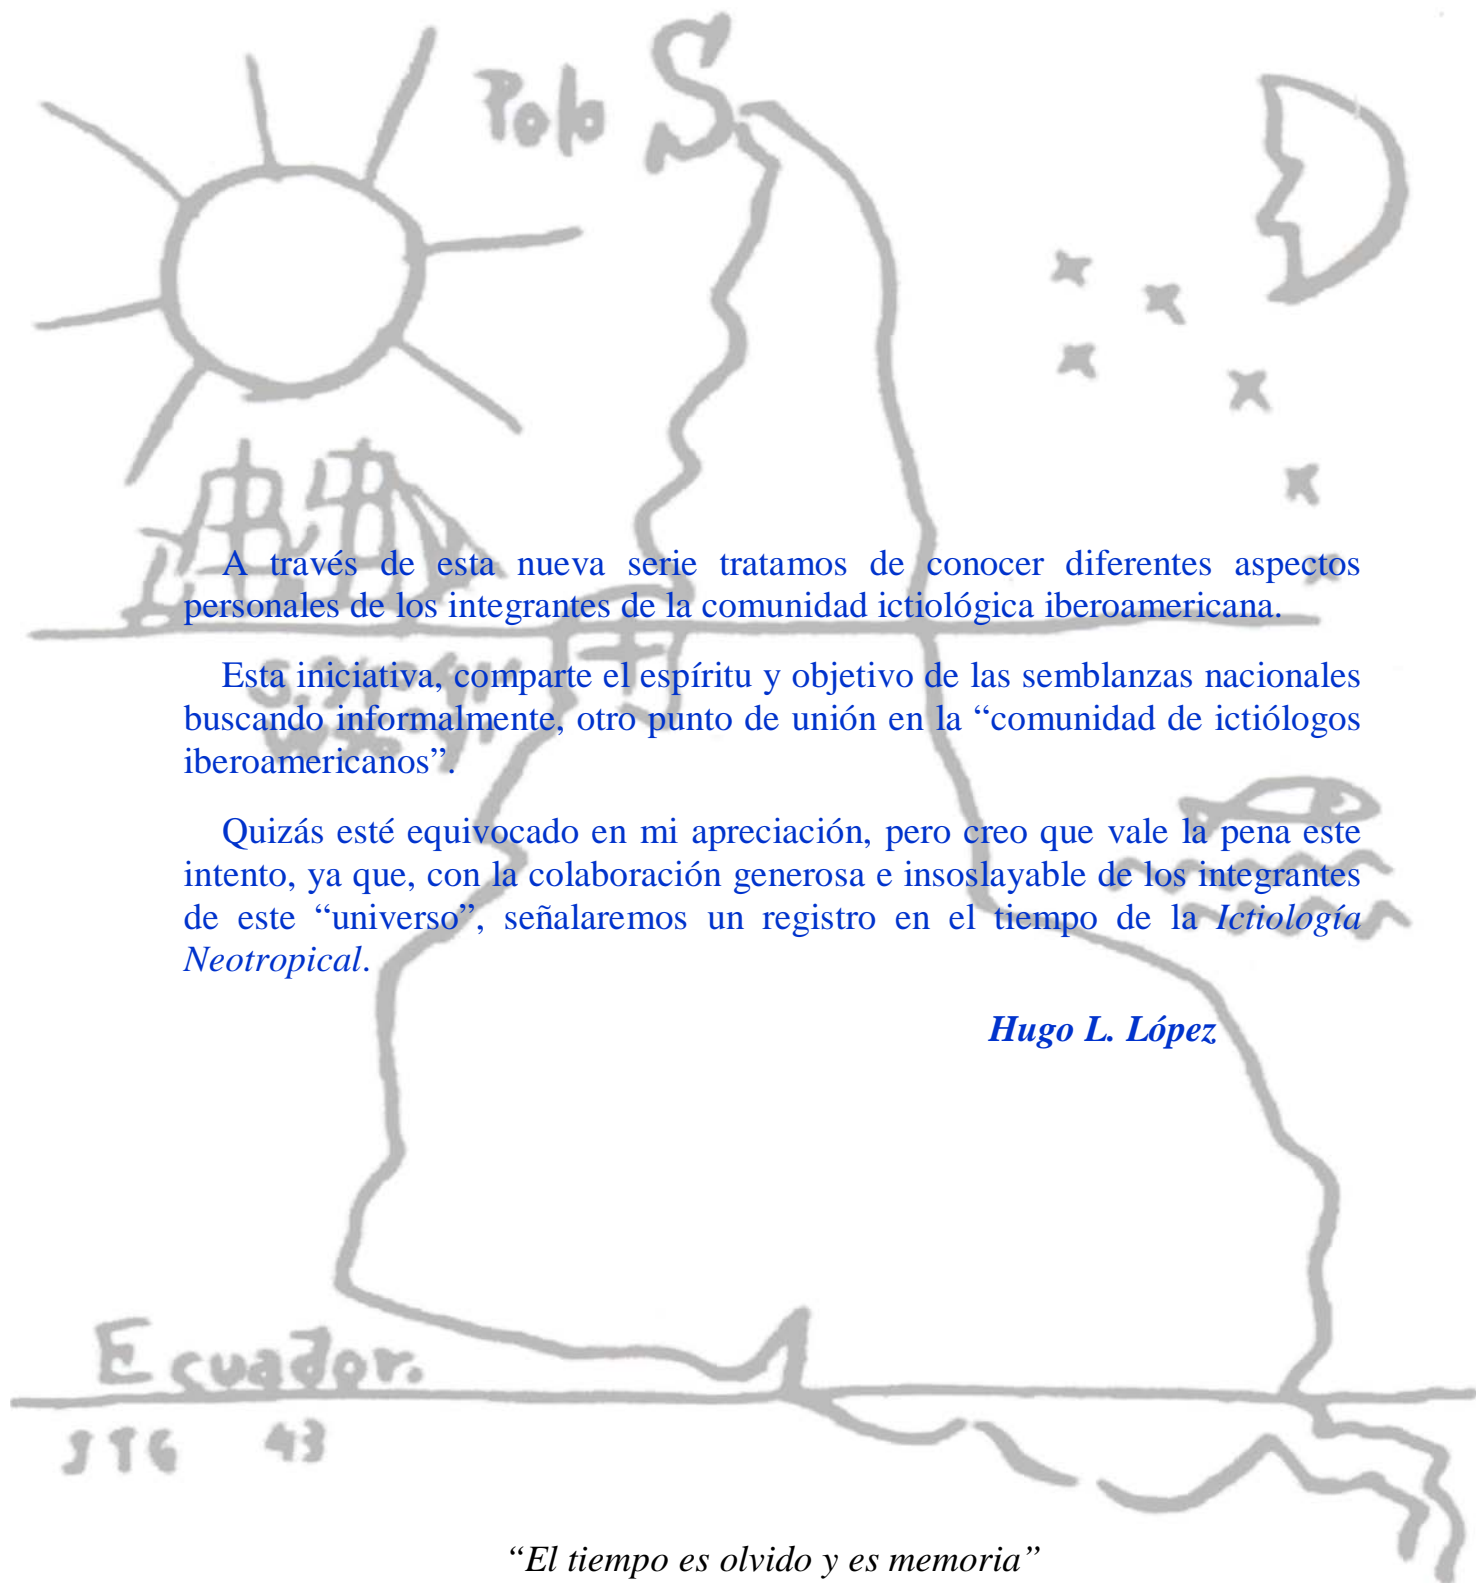 Polo S
A través de esta nueva serie tratamos de conocer diferentes aspectos
personales de los integrantes de la comunidad ictiológica iberoamericana.
Esta iniciativa, comparte el espíritu y objetivo de las semblanzas nacionales
buscando informalmente, otro punto de unión en la “comunidad de ictiólogos
iberoamericanos”.
Quizás esté equivocado en mi apreciación, pero creo que vale la pena este
intento, ya que, con la colaboración generosa e insoslayable de los integrantes
de este “universo”, señalaremos un registro en el tiempo de la Ictiología
Neotropical.
Hugo L. López
Ecuador.
JTG 43
“El tiempo es olvido y es memoria”